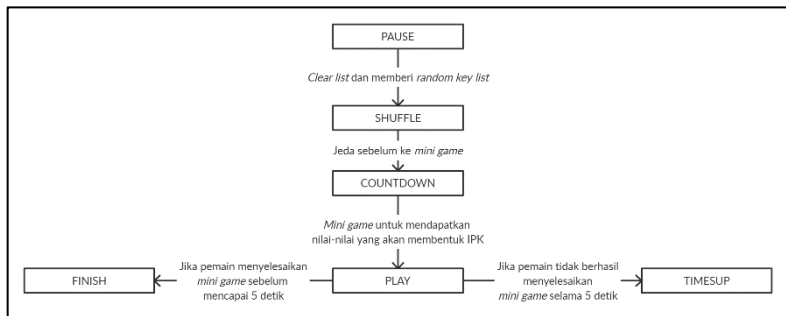 PAUSE
Clear list dan memberi random key list
SHUFFLE
Jeda sebelum ke mini game
COUNTDOWN
Mini game untuk mendapatkan
nilai-nilai yang akan membentuk IPK
FINISH
Jika pemain menyelesaikan
mini game sebelum
mencapai 5 detik
PLAY
Jika pemain tidak berhasil
menyelesaikan
mini game selama 5 detik
TIMESUP